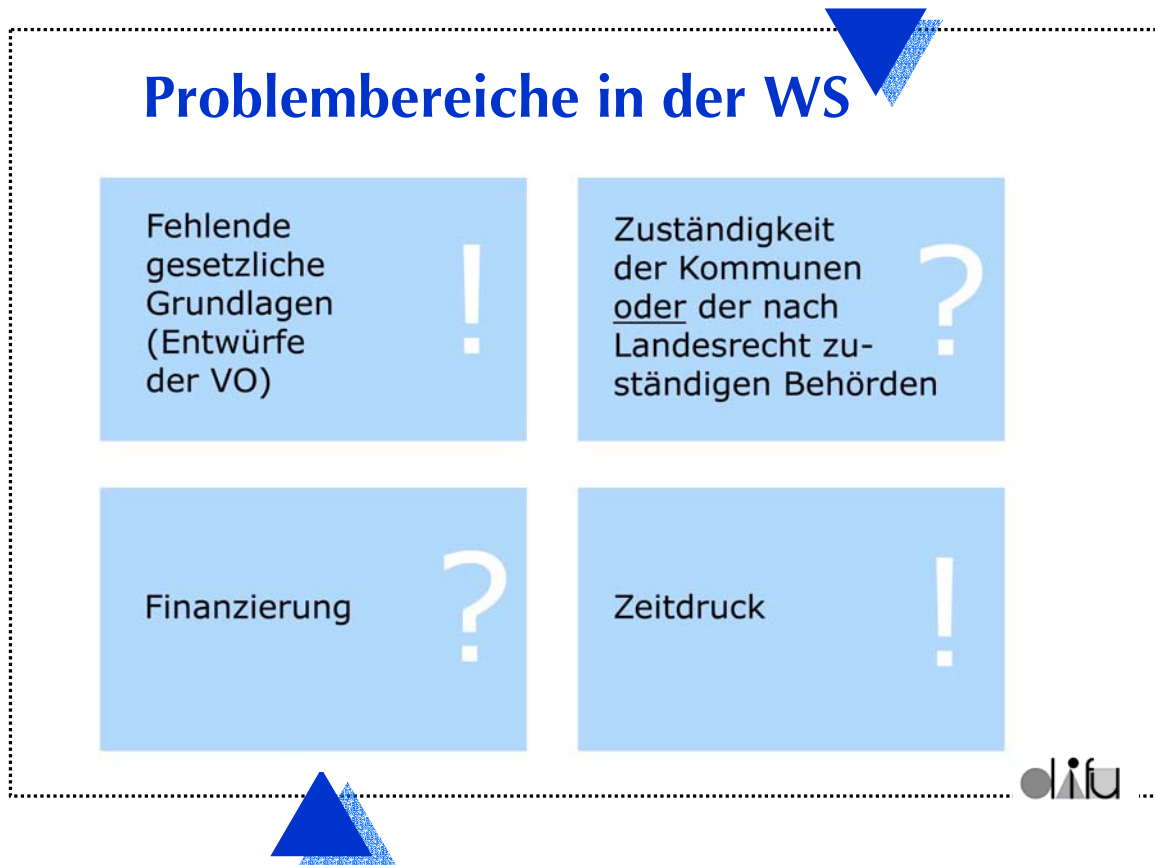 Problembereiche in der WS
Fehlende
gesetzliche
Grundlagen
(Entwürfe
der VO)
!
Zuständigkeit
der Kommunen
oder der nach
Landesrecht zu-
ständigen Behörden
?
Finanzierung
?
Zeitdruck
!
difu